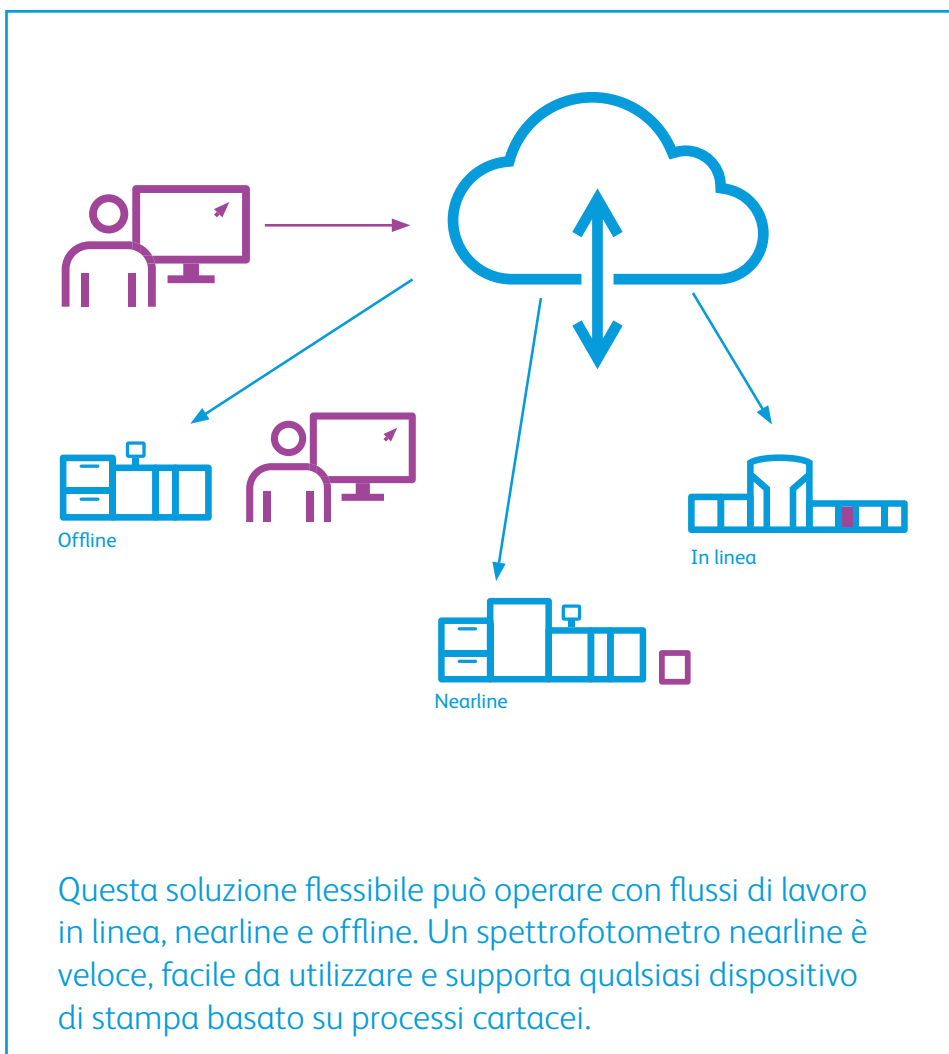 Offline
In linea
Nearline
Questa soluzione flessibile può operare con flussi di lavoro
in linea, nearline e offline. Un spettrofotometro nearline è
veloce, facile da utilizzare e supporta qualsiasi dispositivo
di stampa basato su processi cartacei.